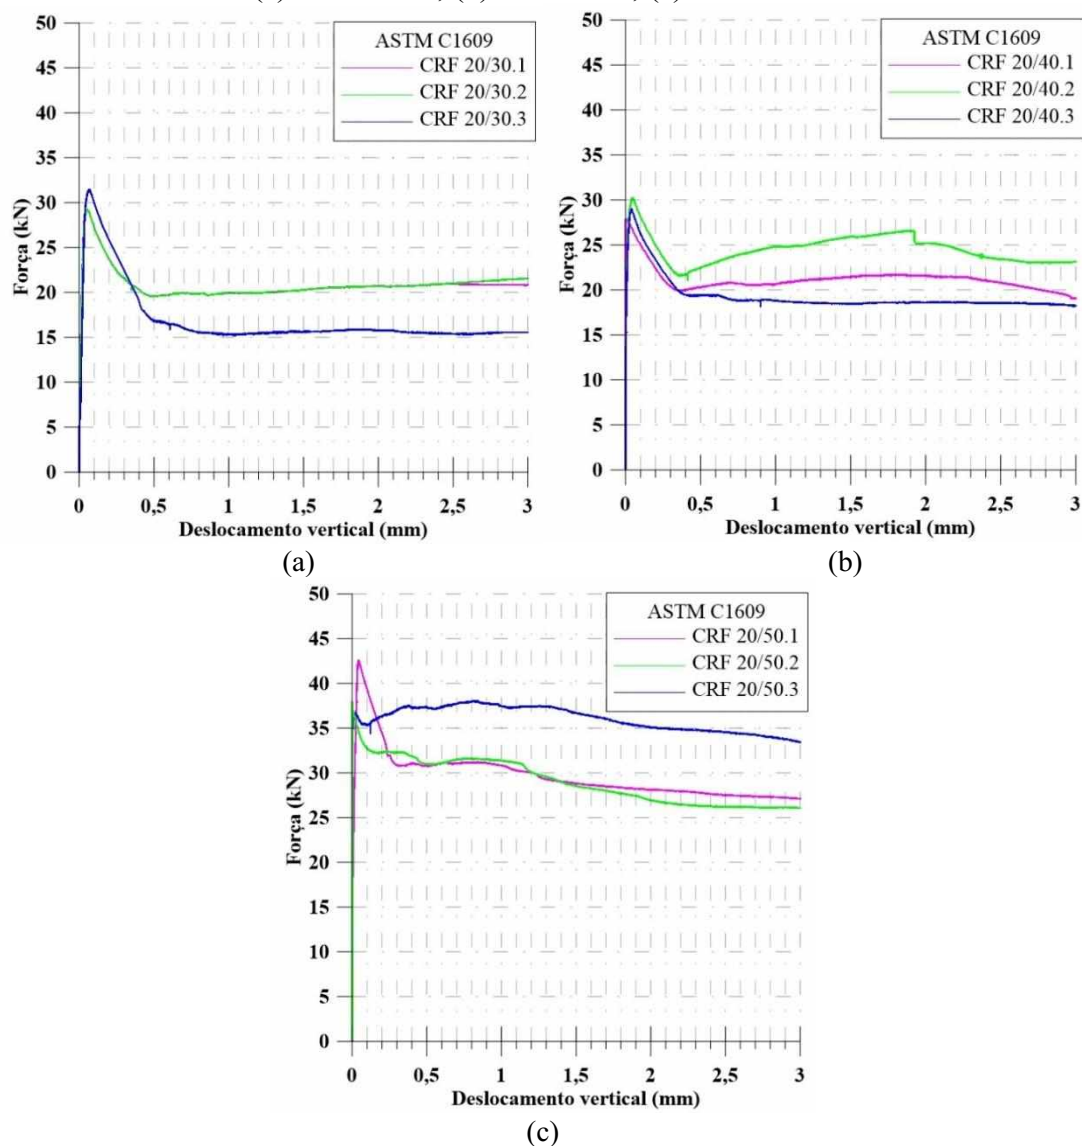 50
45
40
35
30
25
20
15
10
5
0
Força (kN)
ASTM C1609
CRF 20/30.1
CRF 20/30.2
CRF 20/30.3
0 0,5 1 1,5 2 2,5 3
Deslocamento vertical (mm)
(a)
50
45
40
35
30
25
20
15
10
5
0
Força (kN)
ASTM C1609
CRF 20/40.1
CRF 20/40.2
CRF 20/40.3
0 0,5 1 1,5 2 2,5 3
Deslocamento vertical (mm)
(b)
50
45
40
35
30
25
20
15
10
5
0
Força (kN)
ASTM C1609
CRF 20/50.1
CRF 20/50.2
CRF 20/50.3
0 0,5 1 1,5 2 2,5 3
Deslocamento vertical (mm)
(c)